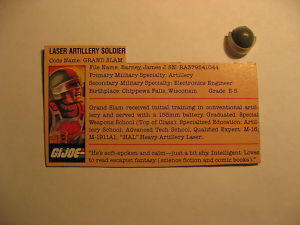 LASER ARTILLERY SOLDIER
Code Name: GRAND SLAM
File Name: Barney, James J. SN: RA379541044
Primary Military Specialty: Artillery
Secondary Military Specialty: Electronics Engineer
Birthplace: Chippewa Falls, Wisconsin Grade: E-5
Grand Slam received initial training in conventional artil-
lery and served with a 155mm battery. Graduated: Special
Weapons School (Top of Class). Specialized Education: Artil-
lery School; Advanced Tech School. Qualified Expert: M-16,
M-1911A1; "HAL" Heavy Artillery Laser.
"He's soft-spoken and calm—just a bit shy. Intelligent. Loves
to read escapist fantasy (science fiction and comic books)."
G.I. JOE